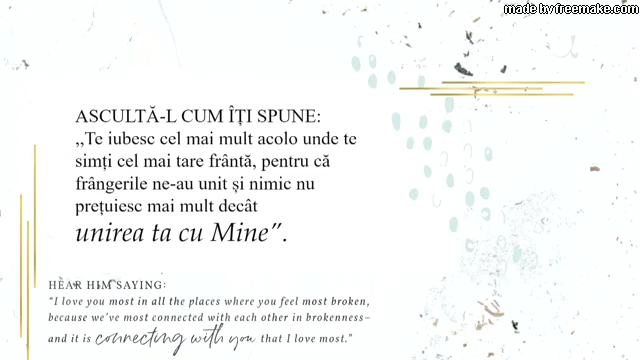 made by freemake.com
ASCULTĂ-L CUM ÎȚI SPUNE:
,,Te iubesc cel mai mult acolo unde te
simți cel mai tare frântă, pentru că
frângerile ne-au unit și nimic nu
prețuiesc mai mult decât
unirea ta cu Mine”.
HEAR HIM SAYING:
"I love you most in all the places where you feel most broken,
because we've most connected with each other in brokenness–
and it is connecting with you that I love most."